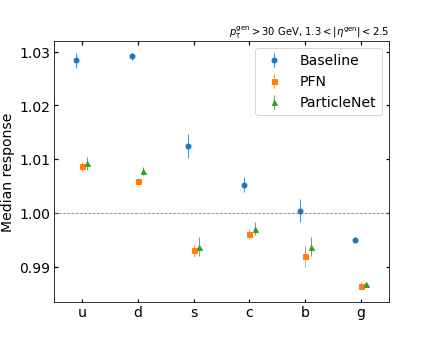 p_T^gen > 30 GeV, 1.3 < |η^gen| < 2.5
Baseline
PFN
ParticleNet
Median response
1.03
1.02
1.01
1.00
0.99
u d s c b g